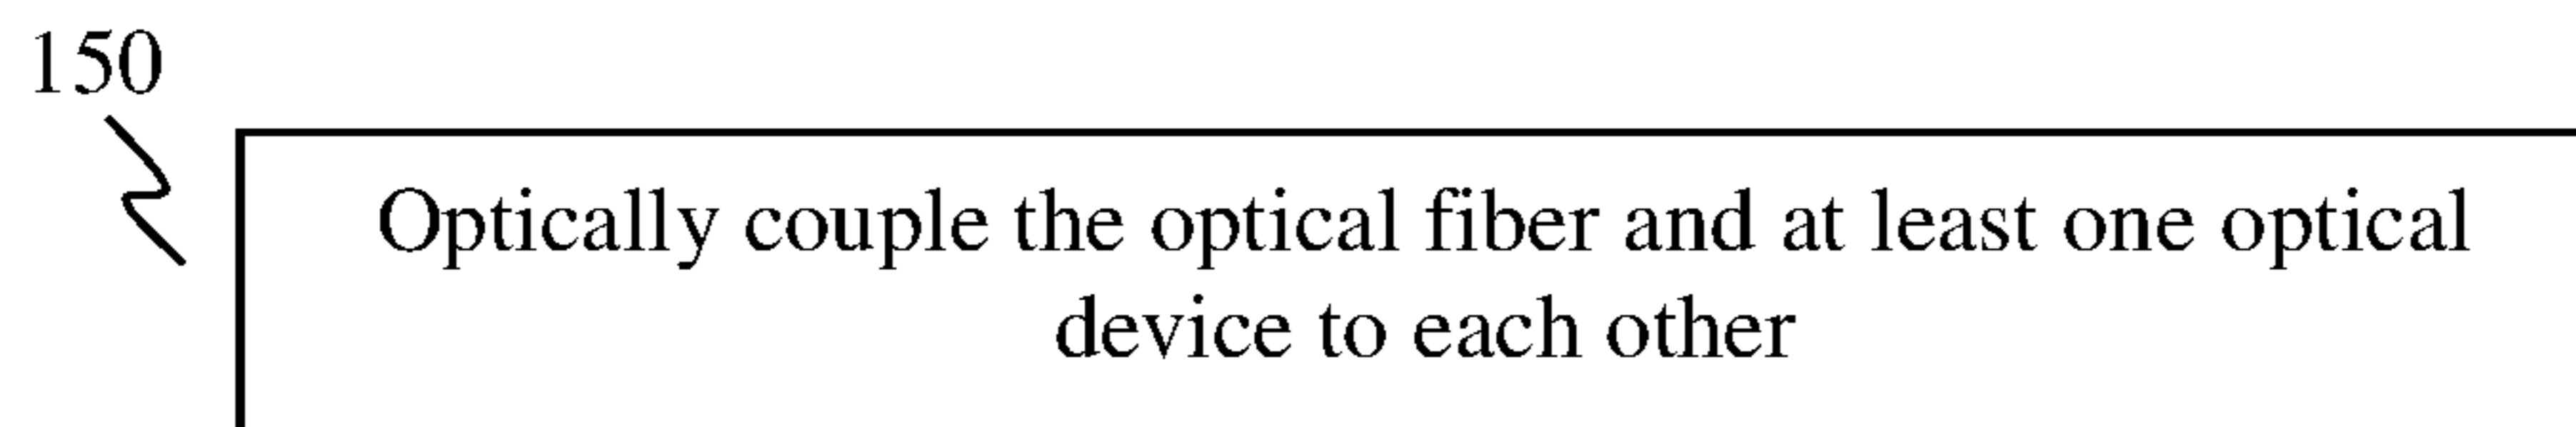 150
Optically couple the optical fiber and at least one optical
device to each other